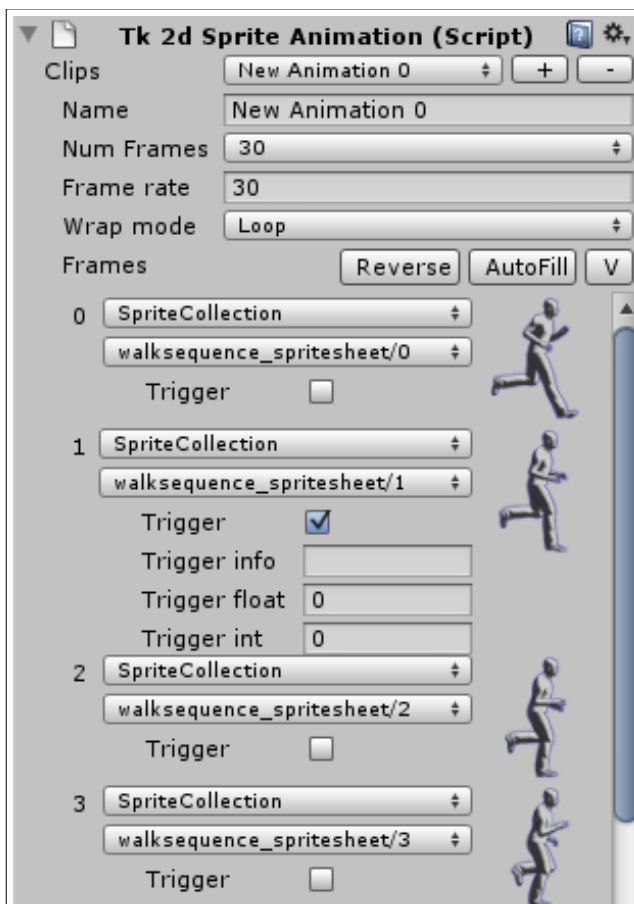 Tk 2d Sprite Animation (Script)
Clips New Animation 0 + -
Name New Animation 0
Num Frames 30
Frame rate 30
Wrap mode Loop
Frames Reverse AutoFill V
0 SpriteCollection
walksequence_spritesheet/0
Trigger
1 SpriteCollection
walksequence_spritesheet/1
Trigger
Trigger info
Trigger float 0
Trigger int 0
2 SpriteCollection
walksequence_spritesheet/2
Trigger
3 SpriteCollection
walksequence_spritesheet/3
Trigger